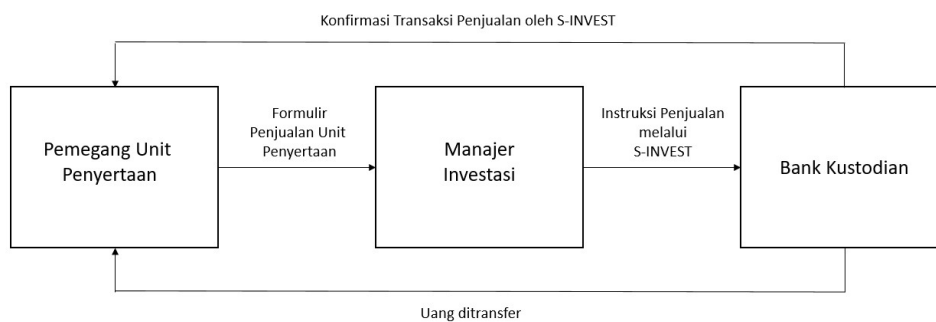 Konfirmasi Transaksi Penjualan oleh S-INVEST
Pemegang Unit
Penyertaan
Formulir
Penjualan Unit
Penyertaan
Manajer
Investasi
Instruksi Penjualan
melalui
S-INVEST
Bank Kustodian
Uang ditransfer